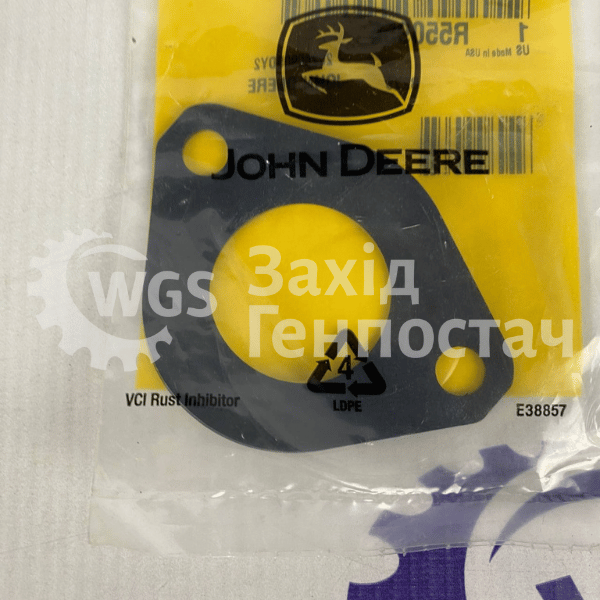 1
US Made in USA
JOHN DEERE
WGS Захід
Генпостач
4
LDPE
VCI Rust Inhibitor
E38857